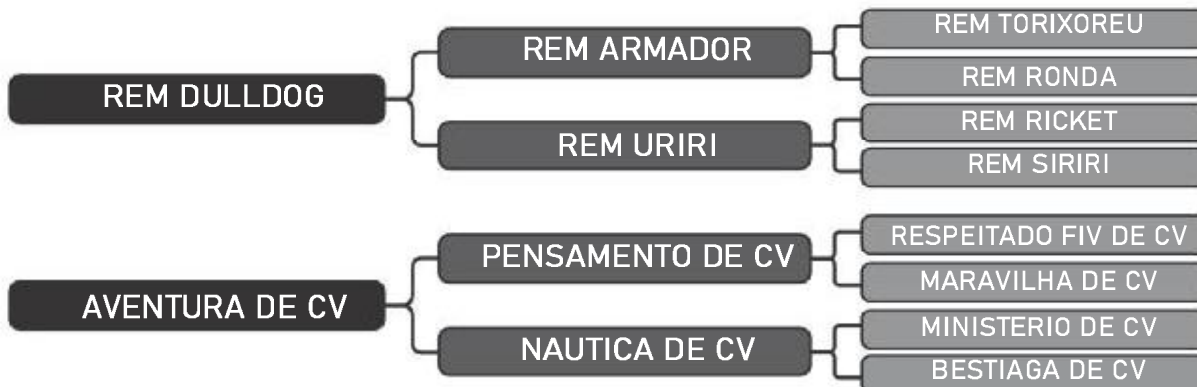 REM TORIXOREU
REM ARMADOR
REM RONDA
REM DULLDOG
REM RICKET
REM URIRI
REM SIRIRI
RESPEITADO FIV DE CV
PENSAMENTO DE CV
MARAVILHA DE CV
AVENTURA DE CV
MINISTERIO DE CV
NAUTICA DE CV
BESTIAGA DE CV